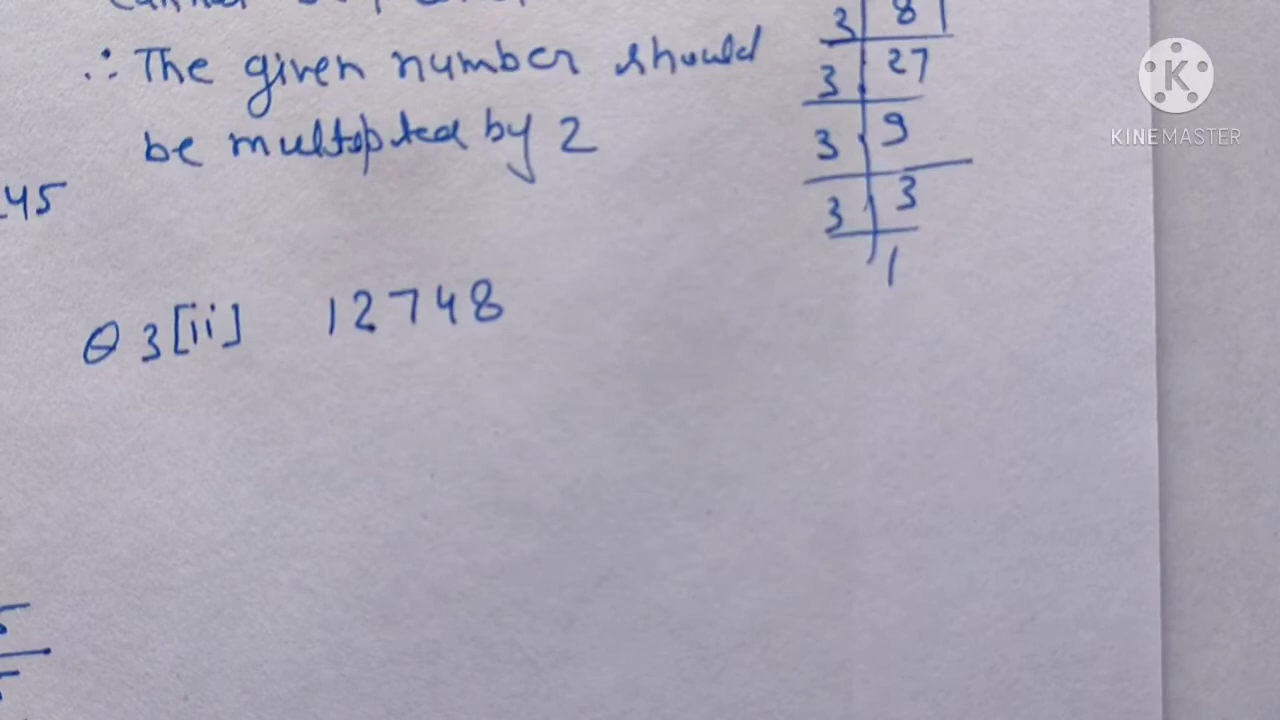 ∴ The given number should
be multiplied by 2
3 | 81
3 | 27
3 | 9
3 | 3
1
45
Q 3[ii] 12748
KINEMASTER